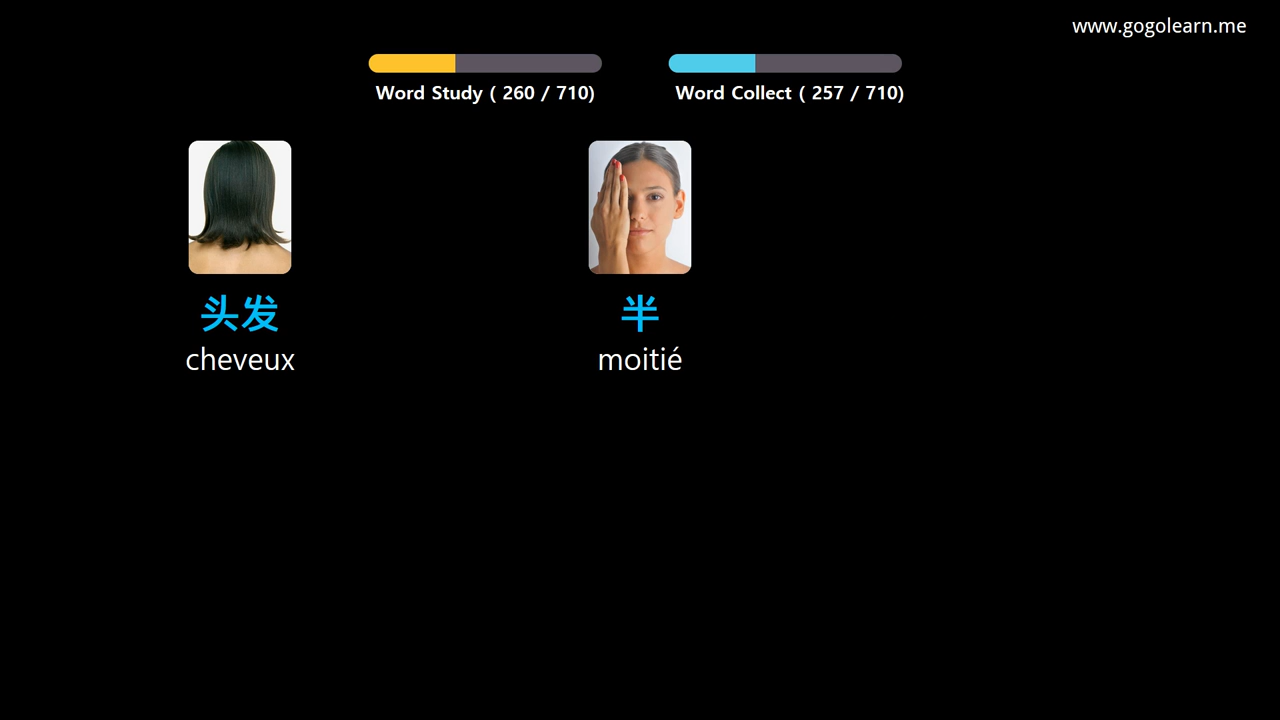 www.gogolearn.me
Word Study ( 260 / 710)
Word Collect ( 257 / 710)
头发
cheveux
半
moitié